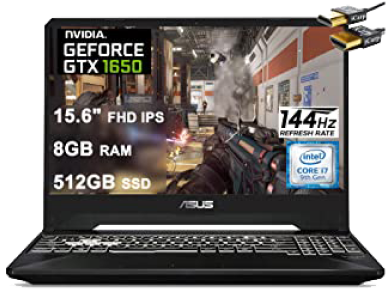 NVIDIA.
GEFORCE
GTX 1650
15.6" FHD IPS
8GB RAM
512GB SSD
144Hz
REFRESH RATE
intel
CORE i7
9th Gen
ASUS